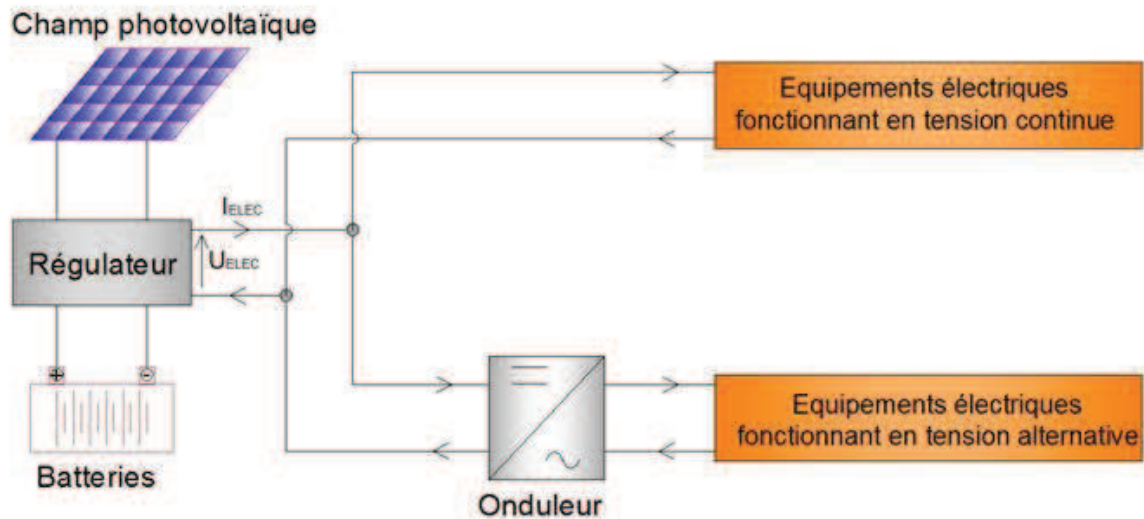 Champ photovoltaïque
Equipements électriques
fonctionnant en tension continue
IELEC
Régulateur
UELEC
+
-
Equipements électriques
fonctionnant en tension alternative
Batteries
Onduleur